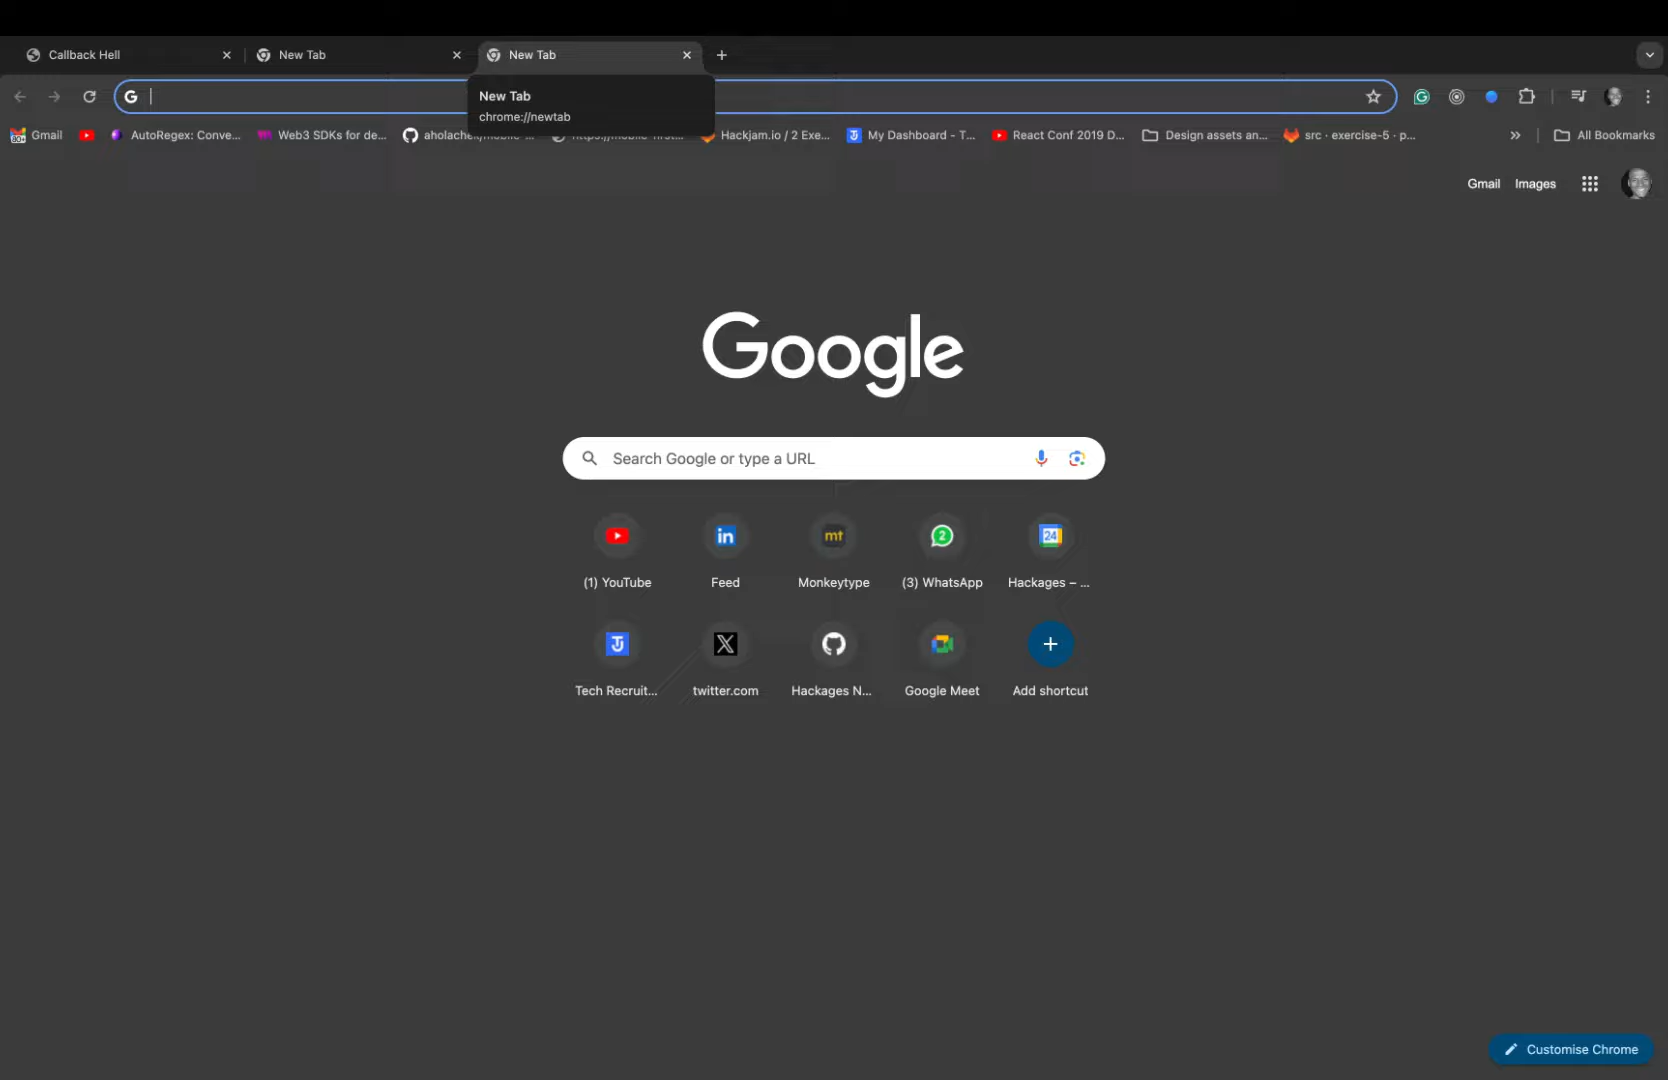 Callback Hell
New Tab
New Tab
New Tab
chrome://newtab
Gmail
AutoRegex: Conve...
Web3 SDKs for de...
Hackjam.io / 2 Exe...
My Dashboard - T...
React Conf 2019 D...
Design assets an...
src · exercise-5 · p...
All Bookmarks
Gmail
Images
Google
Search Google or type a URL
(1) YouTube
Feed
Monkeytype
(3) WhatsApp
Hackages – ...
Tech Recruit...
twitter.com
Hackages N...
Google Meet
Add shortcut
Customise Chrome